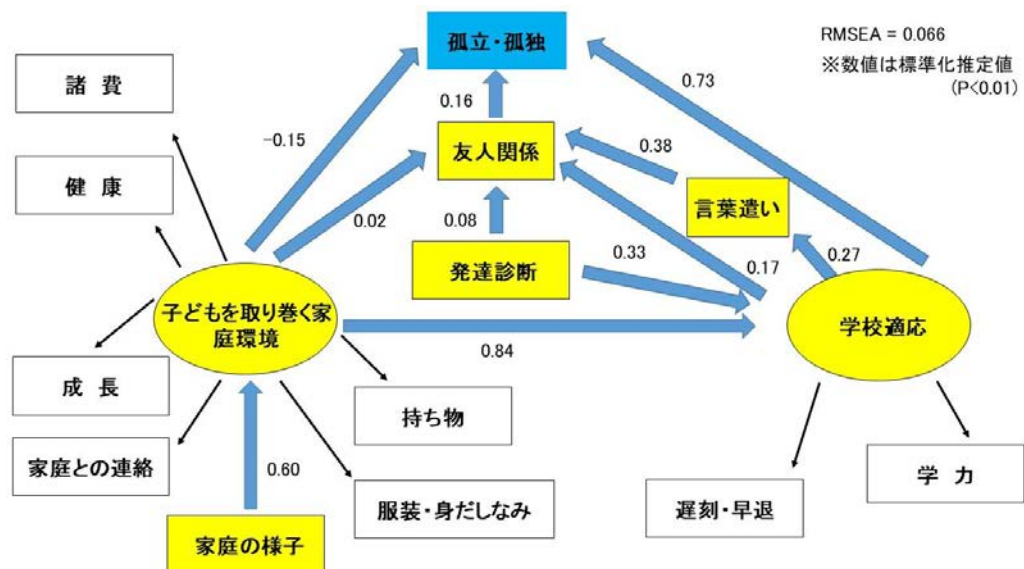 孤立・孤独
RMSEA = 0.066
※数値は標準化推定値
(P<0.01)
諸 費
0.73
0.16
-0.15
友人関係
0.38
健 康
言葉遣い
0.02
0.08
発達診断
0.33
0.17
0.27
子どもを取り巻く家
庭環境
学校適応
0.84
成 長
持ち物
家庭との連絡
0.60
学 力
服装・身だしなみ
遅刻・早退
家庭の様子